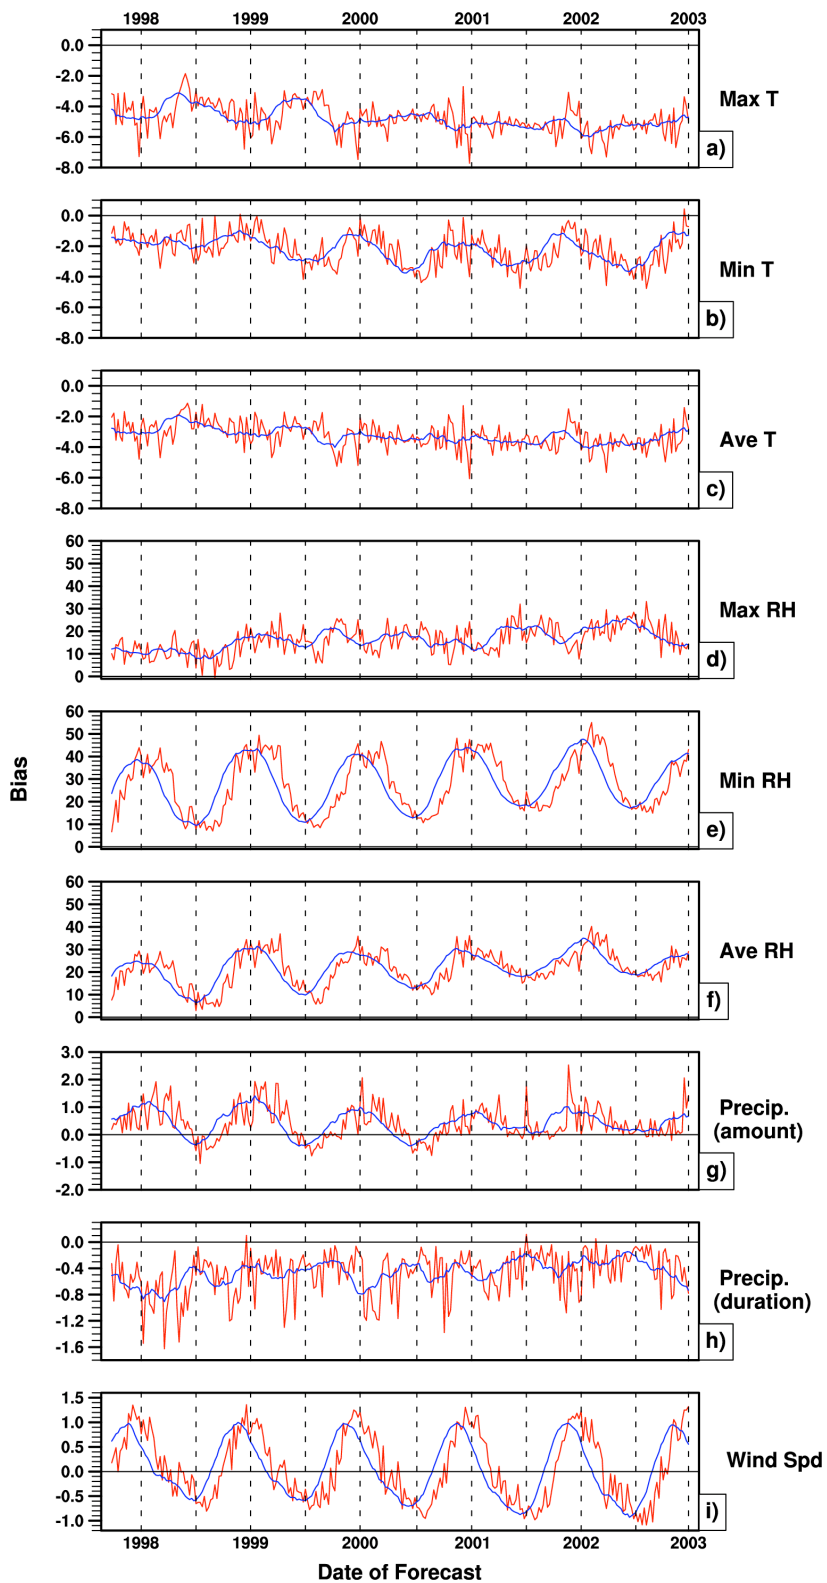 1998 1999 2000 2001 2002 2003
0.0
-2.0
-4.0
-6.0
-8.0
Max T
a)
0.0
-2.0
-4.0
-6.0
-8.0
Min T
b)
0.0
-2.0
-4.0
-6.0
-8.0
Ave T
c)
60
50
40
30
20
10
0
Max RH
d)
Bias
60
50
40
30
20
10
0
Min RH
e)
60
50
40
30
20
10
0
Ave RH
f)
3.0
2.0
1.0
0.0
-1.0
-2.0
Precip.
(amount)
g)
0.0
-0.4
-0.8
-1.2
-1.6
Precip.
(duration)
h)
1.5
1.0
0.5
0.0
-0.5
-1.0
Wind Spd
i)
1998 1999 2000 2001 2002 2003
Date of Forecast